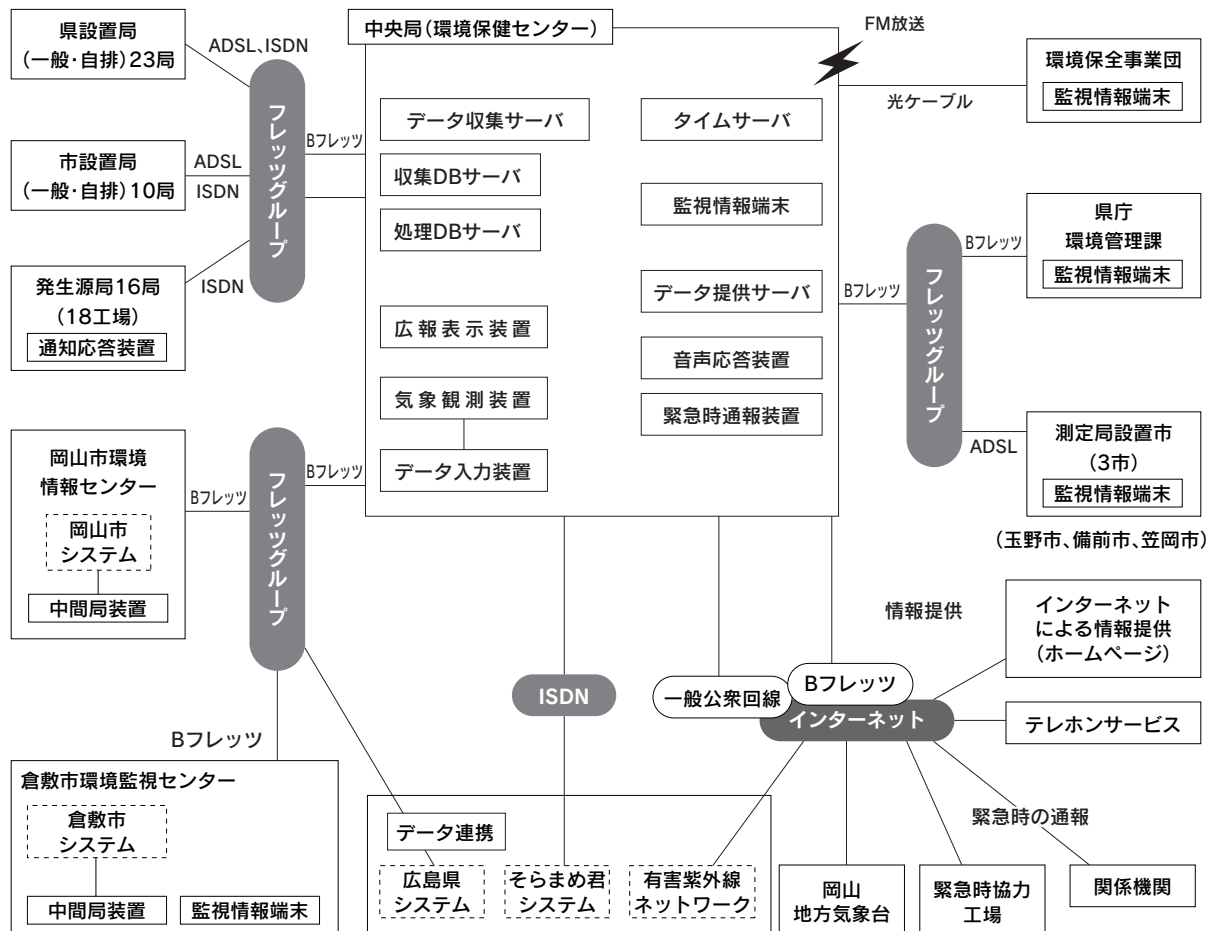 県設置局
(一般・自排)23局
ADSL、ISDN
市設置局
(一般・自排)10局
ADSL
ISDN
発生源局16局
(18工場)
通知応答装置
ISDN
フレッツグループ
Bフレッツ
中央局(環境保健センター)
データ収集サーバ
収集DBサーバ
処理DBサーバ
広報表示装置
気象観測装置
データ入力装置
タイムサーバ
監視情報端末
データ提供サーバ
音声応答装置
緊急時通報装置
FM放送
光ケーブル
環境保全事業団
監視情報端末
Bフレッツ
フレッツグループ
Bフレッツ
県庁
環境管理課
監視情報端末
ADSL
測定局設置市
(3市)
監視情報端末
(玉野市、備前市、笠岡市)
岡山市環境
情報センター
岡山市
システム
中間局装置
Bフレッツ
フレッツグループ
Bフレッツ
Bフレッツ
倉敷市環境監視センター
倉敷市
システム
中間局装置
監視情報端末
ISDN
一般公衆回線
Bフレッツ
インターネット
データ連携
広島県
システム
そらまめ君
システム
有害紫外線
ネットワーク
情報提供
インターネット
による情報提供
(ホームページ)
テレホンサービス
緊急時の通報
岡山
地方気象台
緊急時協力
工場
関係機関